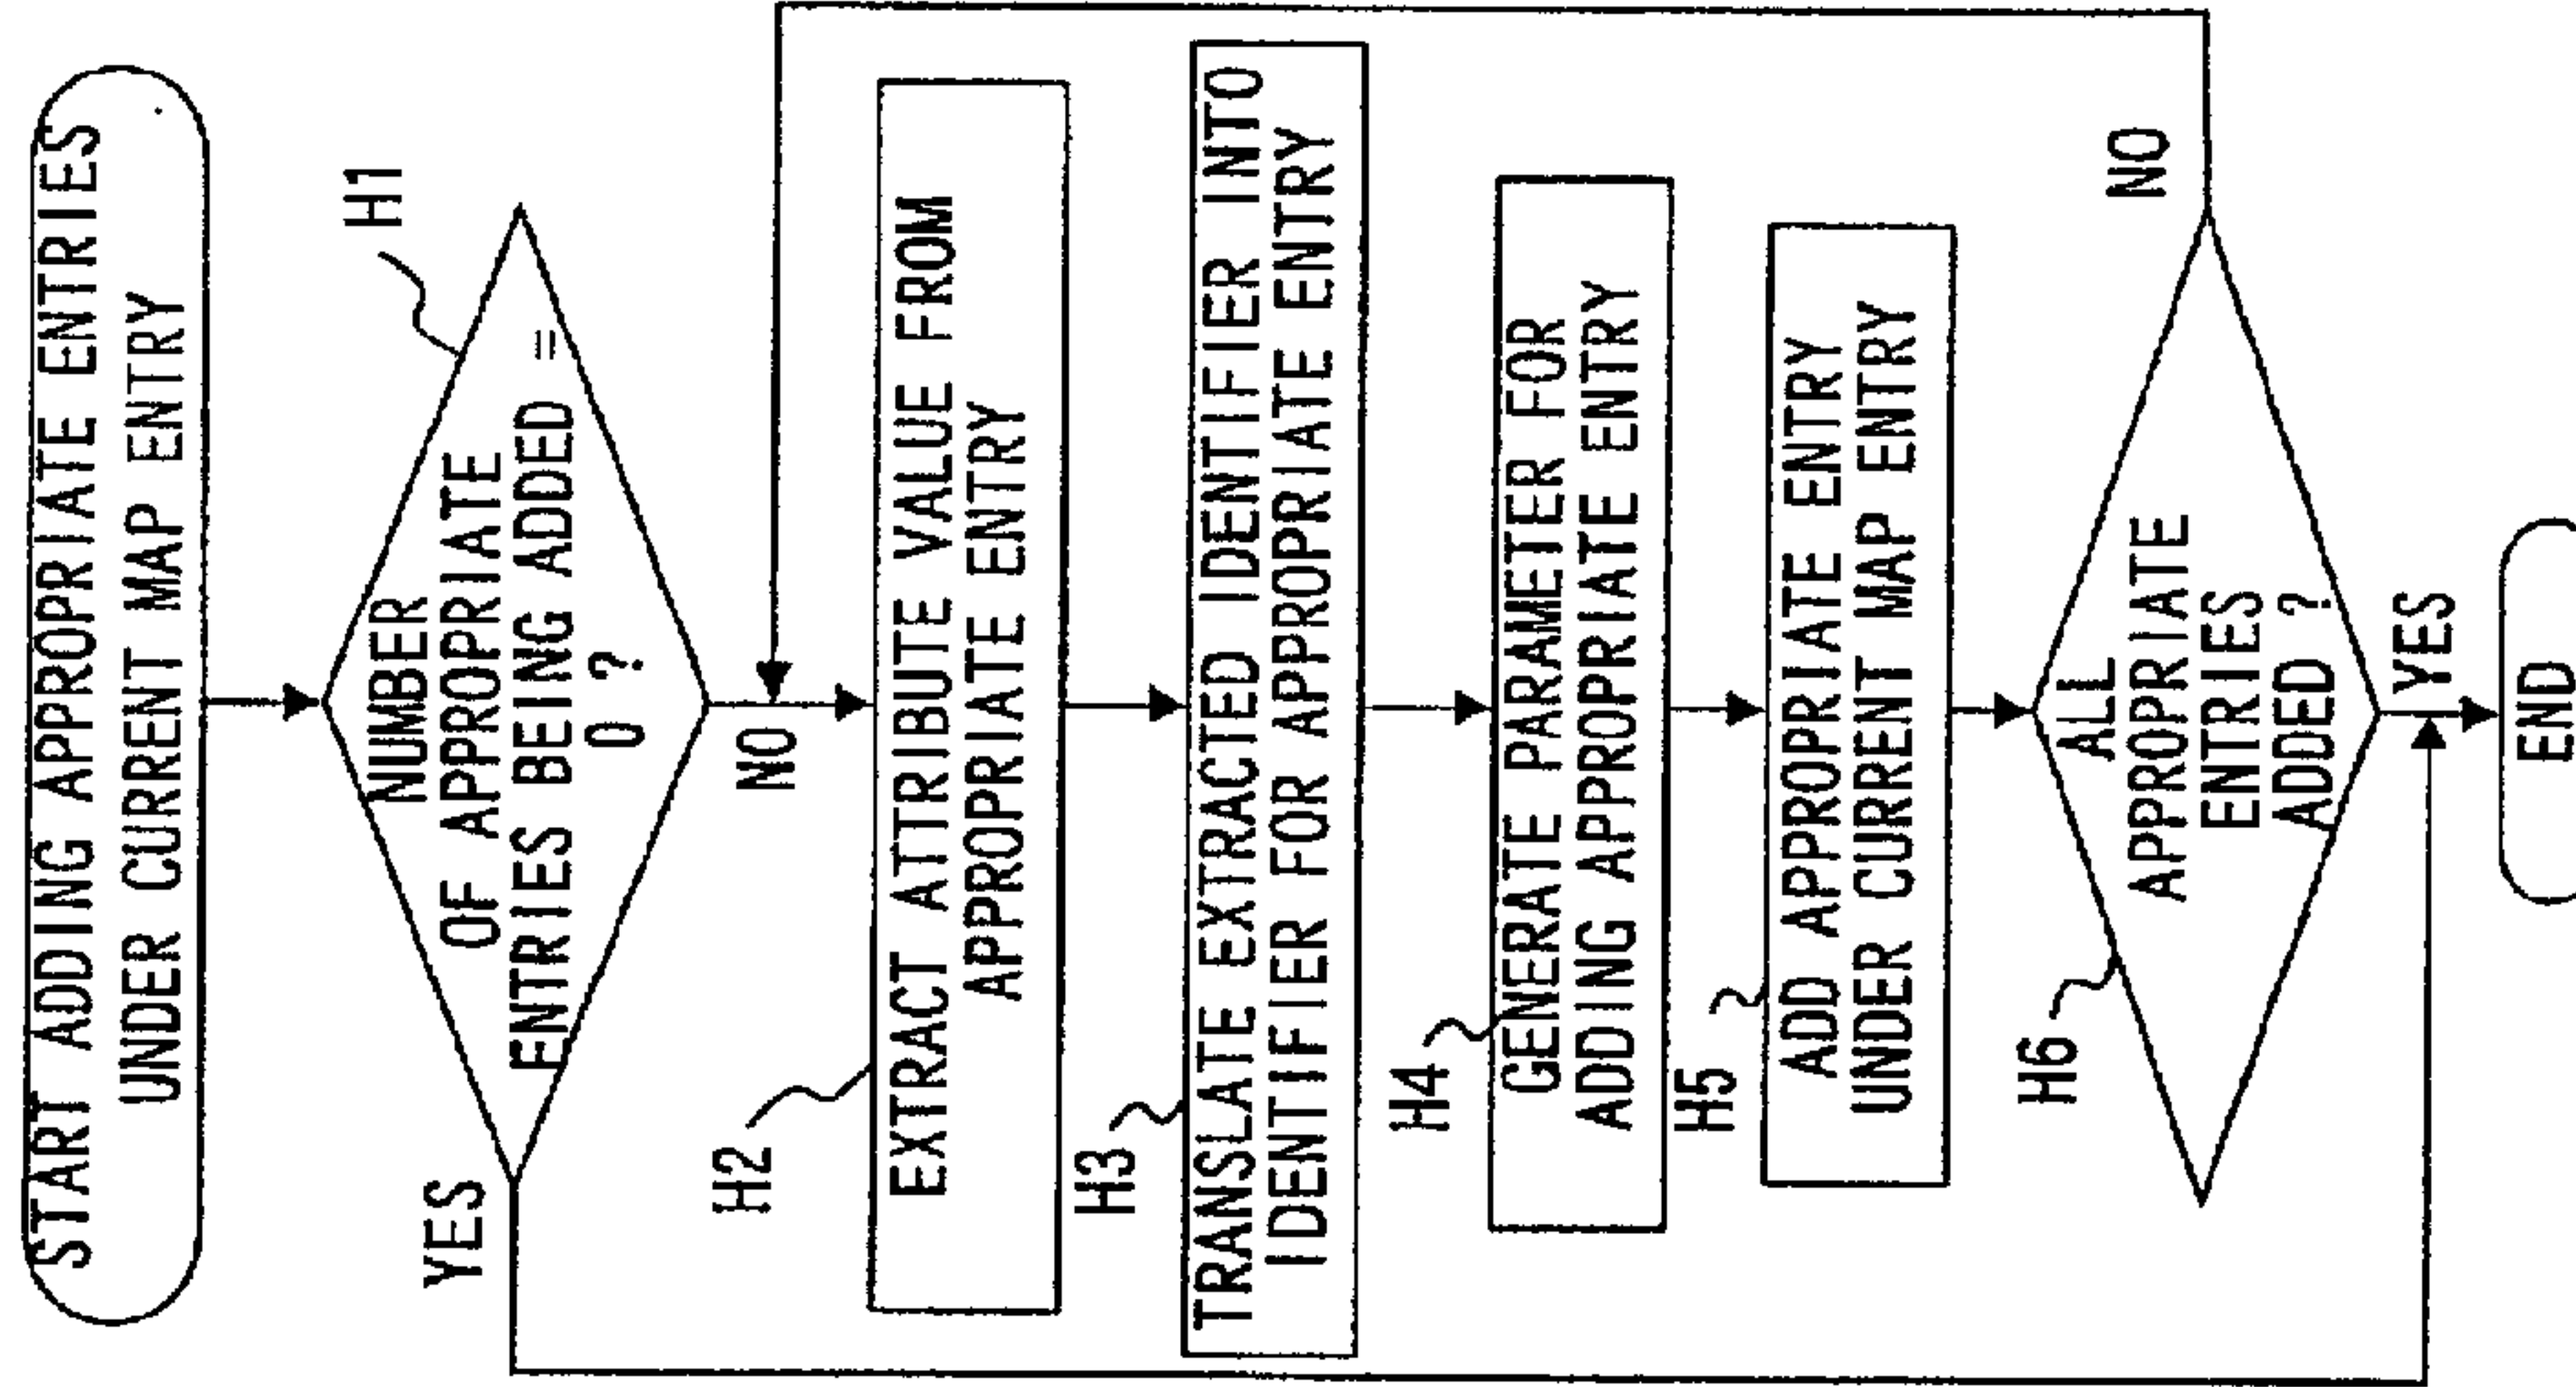 START ADDING APPROPRIATE ENTRIES
UNDER CURRENT MAP ENTRY
H1
NUMBER
OF APPROPRIATE
ENTRIES BEING ADDED =
0 ?
YES
NO
H2
EXTRACT ATTRIBUTE VALUE FROM
APPROPRIATE ENTRY
H3
TRANSLATE EXTRACTED IDENTIFIER INTO
IDENTIFIER FOR APPROPRIATE ENTRY
H4
GENERATE PARAMETER FOR
ADDING APPROPRIATE ENTRY
H5
ADD APPROPRIATE ENTRY
UNDER CURRENT MAP ENTRY
H6
ALL
APPROPRIATE
ENTRIES
ADDED ?
NO
YES
END